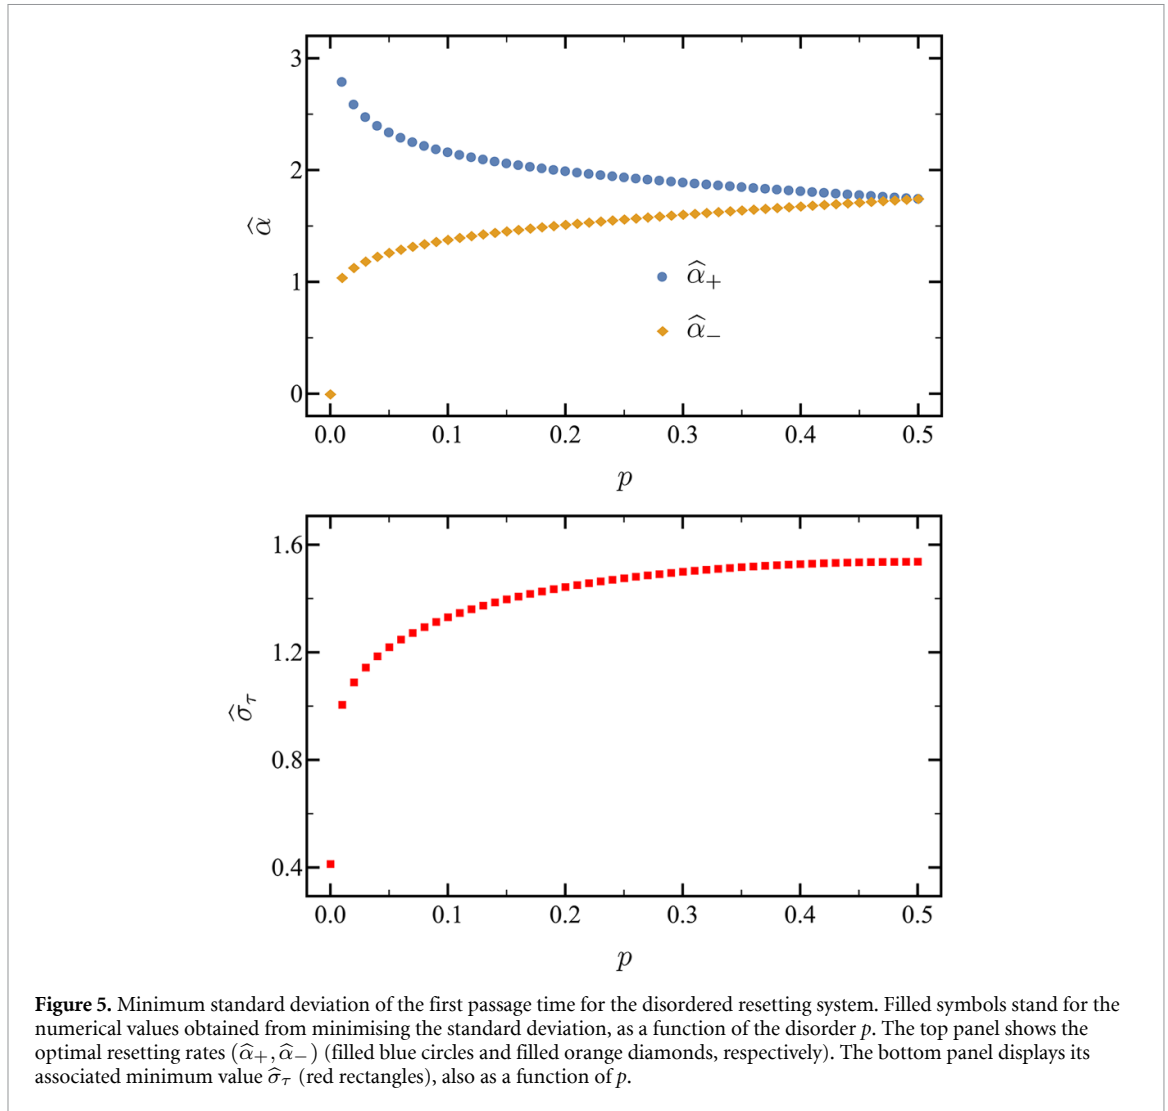 3
2
1
0
α̂
α̂₊
α̂₋
0.0 0.1 0.2 0.3 0.4 0.5
p
1.6
1.2
0.8
0.4
σ̂τ
0.0 0.1 0.2 0.3 0.4 0.5
p
Figure 5. Minimum standard deviation of the first passage time for the disordered resetting system. Filled symbols stand for the
numerical values obtained from minimising the standard deviation, as a function of the disorder p. The top panel shows the
optimal resetting rates (α̂₊, α̂₋) (filled blue circles and filled orange diamonds, respectively). The bottom panel displays its
associated minimum value σ̂τ (red rectangles), also as a function of p.